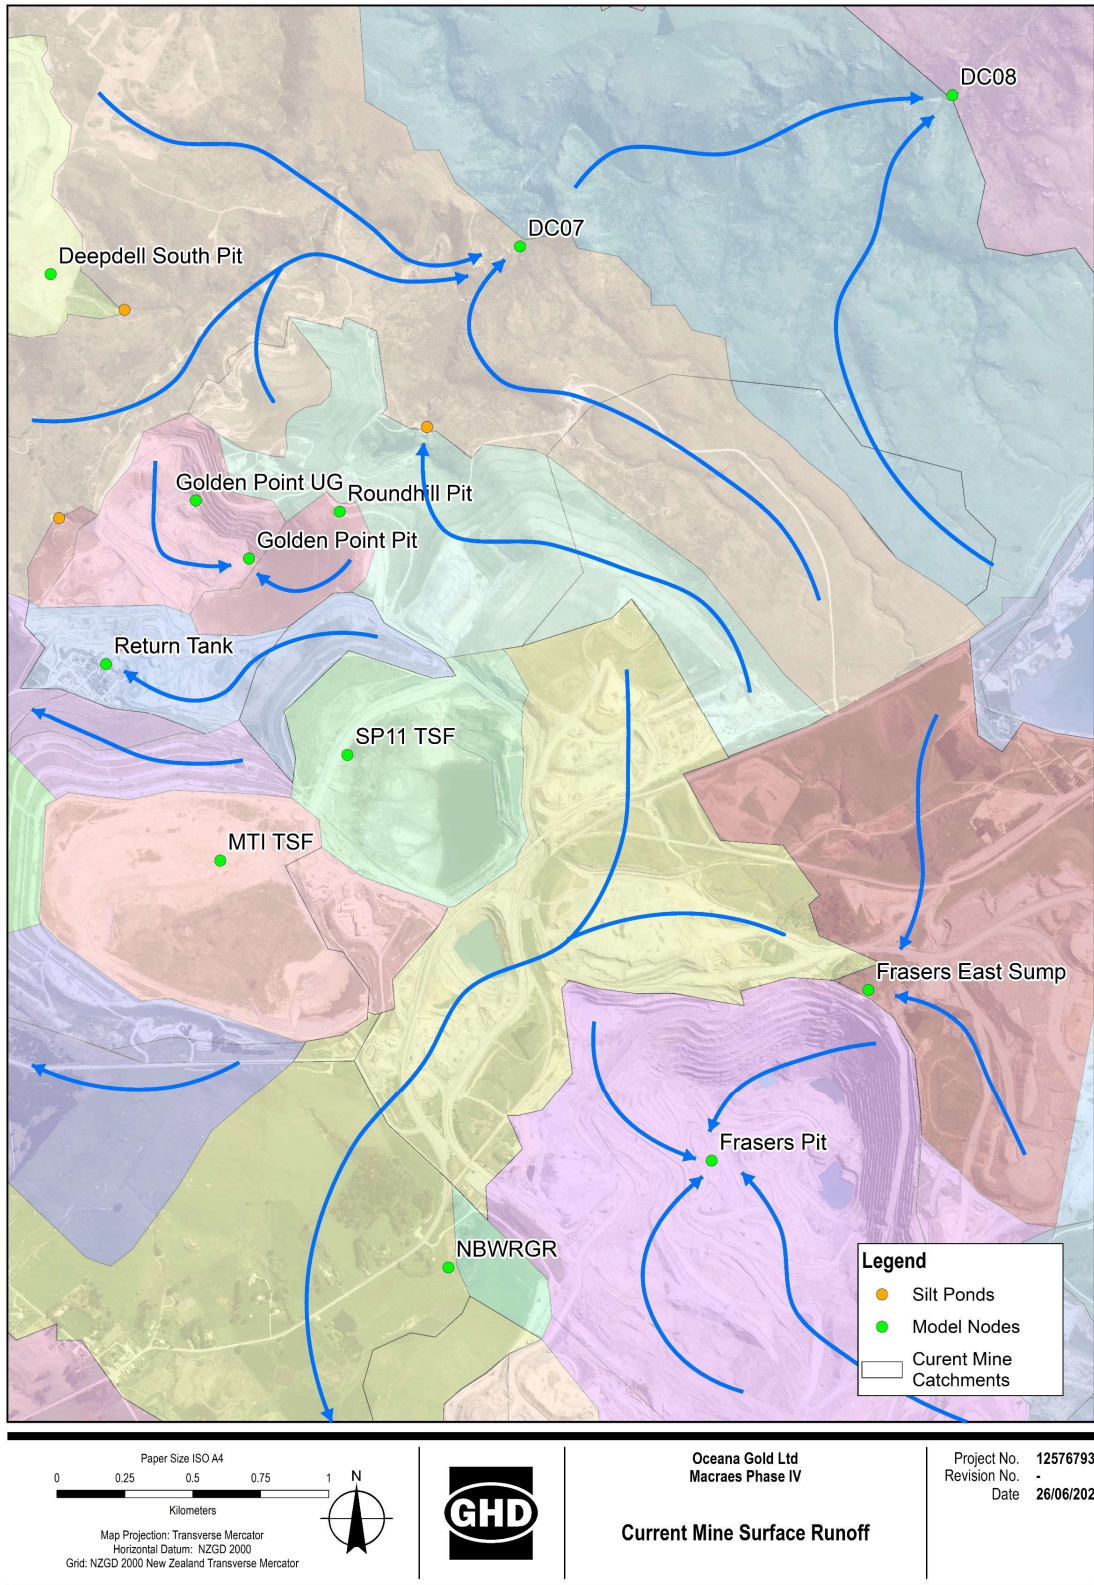 DC08
DC07
Deepdell South Pit
Golden Point UG
Roundhill Pit
Golden Point Pit
Return Tank
SP11 TSF
MTI TSF
Frasers East Sump
Frasers Pit
NBWRGR
Legend
Silt Ponds
Model Nodes
Curent Mine
Catchments
Paper Size ISO A4
0 0.25 0.5 0.75 1
Kilometers
Map Projection: Transverse Mercator
Horizontal Datum: NZGD 2000
Grid: NZGD 2000 New Zealand Transverse Mercator
N
GHD
Oceana Gold Ltd
Macraes Phase IV
Current Mine Surface Runoff
Project No. 12576793
Revision No. -
Date 26/06/202